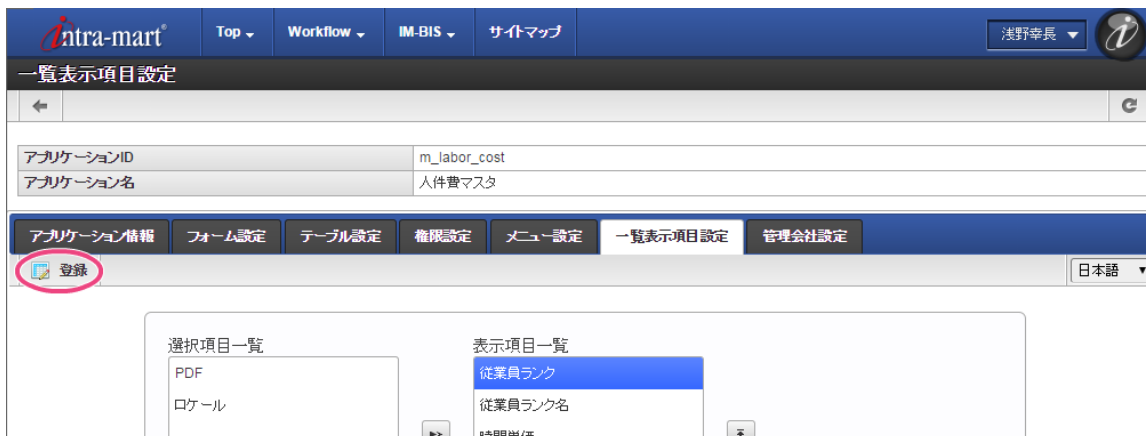 intra-mart® Top Workflow IM-BIS サイトマップ 浅野幸長
一覧表示項目設定
アプリケーションID m_labor_cost
アプリケーション名 人件費マスタ
アプリケーション情報 フォーム設定 テーブル設定 権限設定 メニュー設定 一覧表示項目設定 管理会社設定
登録 日本語
選択項目一覧 表示項目一覧
PDF 従業員ランク
ロケール 従業員ランク名
時間単価